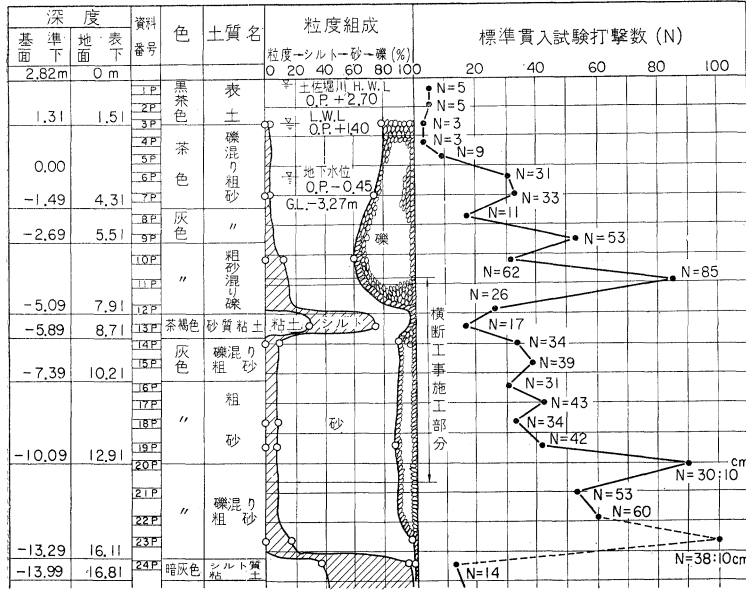 深度
基準面下 地表面下
資料番号
色
土質名
粒度組成
粒度→シルト→砂→礫(%)
0 20 40 60 80 100
標準貫入試験打撃数 (N)
0 20 40 60 80 100
2.82m 0 m
1.31 1.51
0.00
-1.49 4.31
-2.69 5.51
-5.09 7.91
-5.89 8.71
-7.39 10.21
-10.09 12.91
-13.29 16.11
-13.99 16.81
1P
2P
3P
4P
5P
6P
7P
8P
9P
10P
11P
12P
13P
14P
15P
16P
17P
18P
19P
20P
21P
22P
23P
24P
黒茶色 表土
茶色 礫混り粗砂
灰色 〃
〃 粗砂混り礫
茶褐色 砂質粘土
灰色 礫混り粗砂
〃 粗砂
〃 礫混り粗砂
暗灰色 シルト質粘土
土佐堀川 H.W.L
O.P.+2.70
L.W.L
O.P.+1.40
地下水位
O.P.-0.45
G.L.-3.27m
礫
粘土
シルト
砂
横断工事施工部分
N=5
N=5
N=3
N=3
N=9
N=31
N=33
N=11
N=53
N=62
N=85
N=26
N=17
N=34
N=39
N=31
N=43
N=34
N=42
N=30:10cm
N=53
N=60
N=38:10cm
N=14